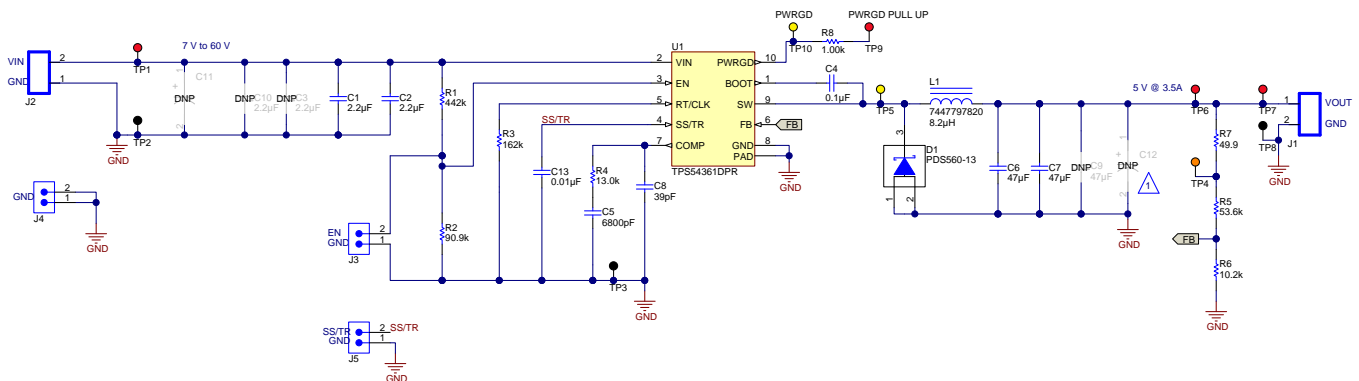 PWRGD
PWRGD PULL UP
R8
1.00k
TP10
TP9
7 V to 60 V
VIN
GND
2
1
J2
TP1
TP2
GND
C11
+
1
2
DNP
C10
2.2µF
DNP
C3
2.2µF
DNP
C1
2.2µF
C2
2.2µF
R1
442k
R2
90.9k
R3
162k
SS/TR
C13
0.01µF
R4
13.0k
C5
6800pF
C8
39pF
U1
2
VIN
3
EN
5
RT/CLK
4
SS/TR
7
COMP
PWRGD
10
BOOT
1
SW
9
FB
6
GND
8
PAD
TPS54361DPR
FB
GND
C4
0.1µF
TP5
L1
7447797820
8.2µH
3
D1
PDS560-13
1
2
C6
47µF
C7
47µF
C9
47µF
DNP
C12
DNP
1
GND
5 V @ 3.5A
TP6
TP7
TP8
1
2
VOUT
GND
J1
GND
R7
49.9
TP4
R5
53.6k
FB
R6
10.2k
GND
GND
2
1
J4
GND
EN
GND
2
1
J3
TP3
GND
SS/TR
GND
2
1
SS/TR
J5
GND